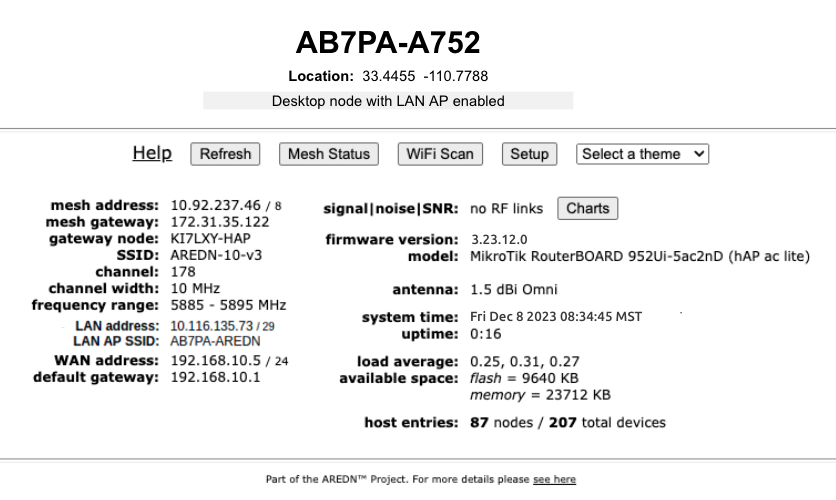 AB7PA-A752
Location: 33.4455 -110.7788
Desktop node with LAN AP enabled
Help Refresh Mesh Status WiFi Scan Setup Select a theme
mesh address: 10.92.237.46 / 8
mesh gateway: 172.31.35.122
gateway node: KI7LXY-HAP
SSID: AREDN-10-v3
channel: 178
channel width: 10 MHz
frequency range: 5885 - 5895 MHz
LAN address: 10.116.135.73 / 29
LAN AP SSID: AB7PA-AREDN
WAN address: 192.168.10.5 / 24
default gateway: 192.168.10.1
signal|noise|SNR: no RF links Charts
firmware version: 3.23.12.0
model: MikroTik RouterBOARD 952Ui-5ac2nD (hAP ac lite)
antenna: 1.5 dBi Omni
system time: Fri Dec 8 2023 08:34:45 MST
uptime: 0:16
load average: 0.25, 0.31, 0.27
available space: flash = 9640 KB
memory = 23712 KB
host entries: 87 nodes / 207 total devices
Part of the AREDN™ Project. For more details please see here